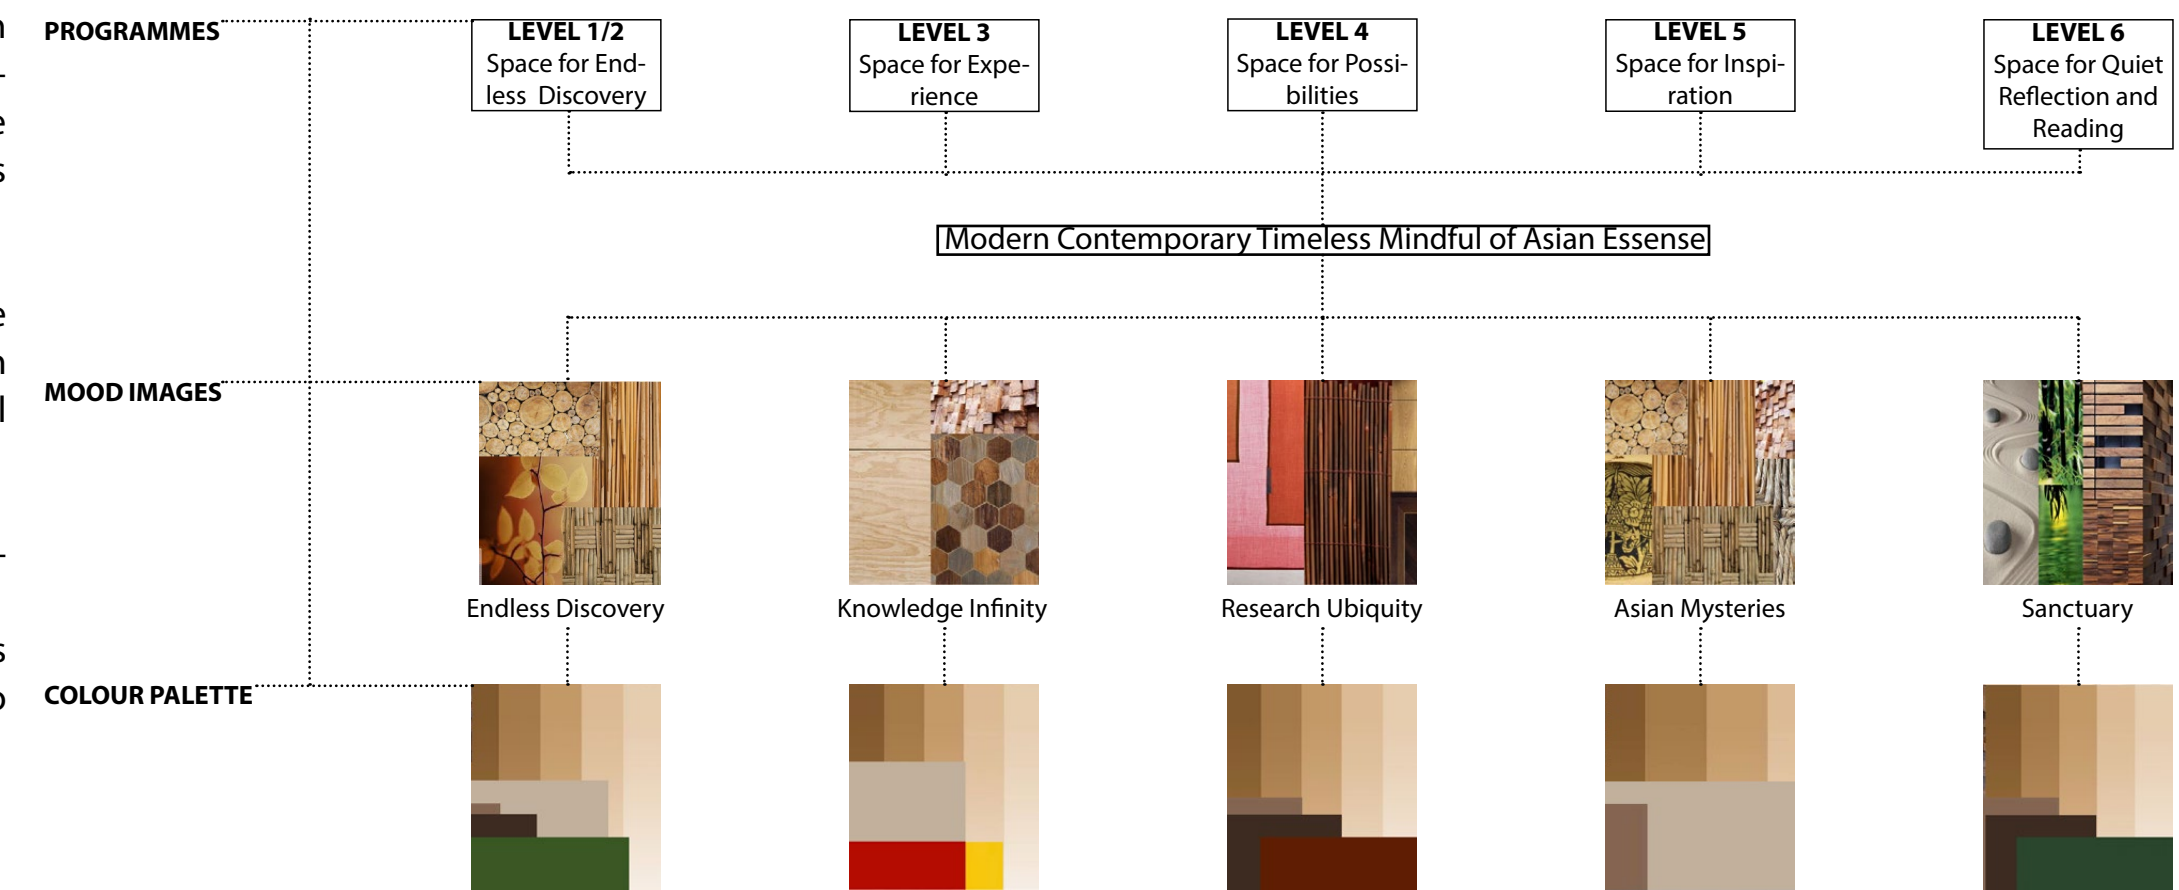 PROGRAMMES
LEVEL 1/2
Space for End-
less Discovery
LEVEL 3
Space for Expe-
rience
LEVEL 4
Space for Possi-
bilities
LEVEL 5
Space for Inspi-
ration
LEVEL 6
Space for Quiet
Reflection and
Reading
Modern Contemporary Timeless Mindful of Asian Essense
MOOD IMAGES
Endless Discovery
Knowledge Infinity
Research Ubiquity
Asian Mysteries
Sanctuary
COLOUR PALETTE